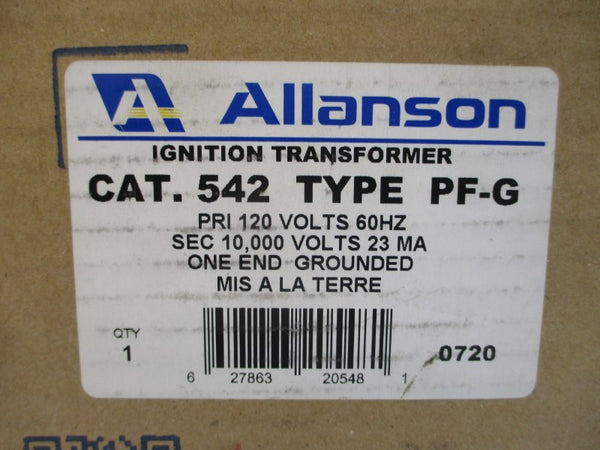 Allanson
IGNITION TRANSFORMER
CAT. 542 TYPE PF-G
PRI 120 VOLTS 60HZ
SEC 10,000 VOLTS 23 MA
ONE END GROUNDED
MIS A LA TERRE
QTY
1
0720
6 27863 20548 1